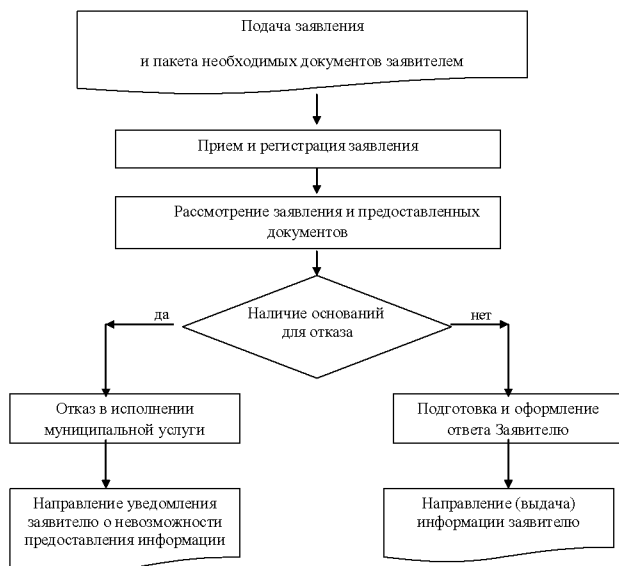 Подача заявления
и пакета необходимых документов заявителем
Прием и регистрация заявления
Рассмотрение заявления и предоставленных
документов
Наличие оснований
для отказа
да
нет
Отказ в исполнении
муниципальной услуги
Подготовка и оформление
ответа Заявителю
Направление уведомления
заявителю о невозможности
предоставления информации
Направление (выдача)
информации заявителю